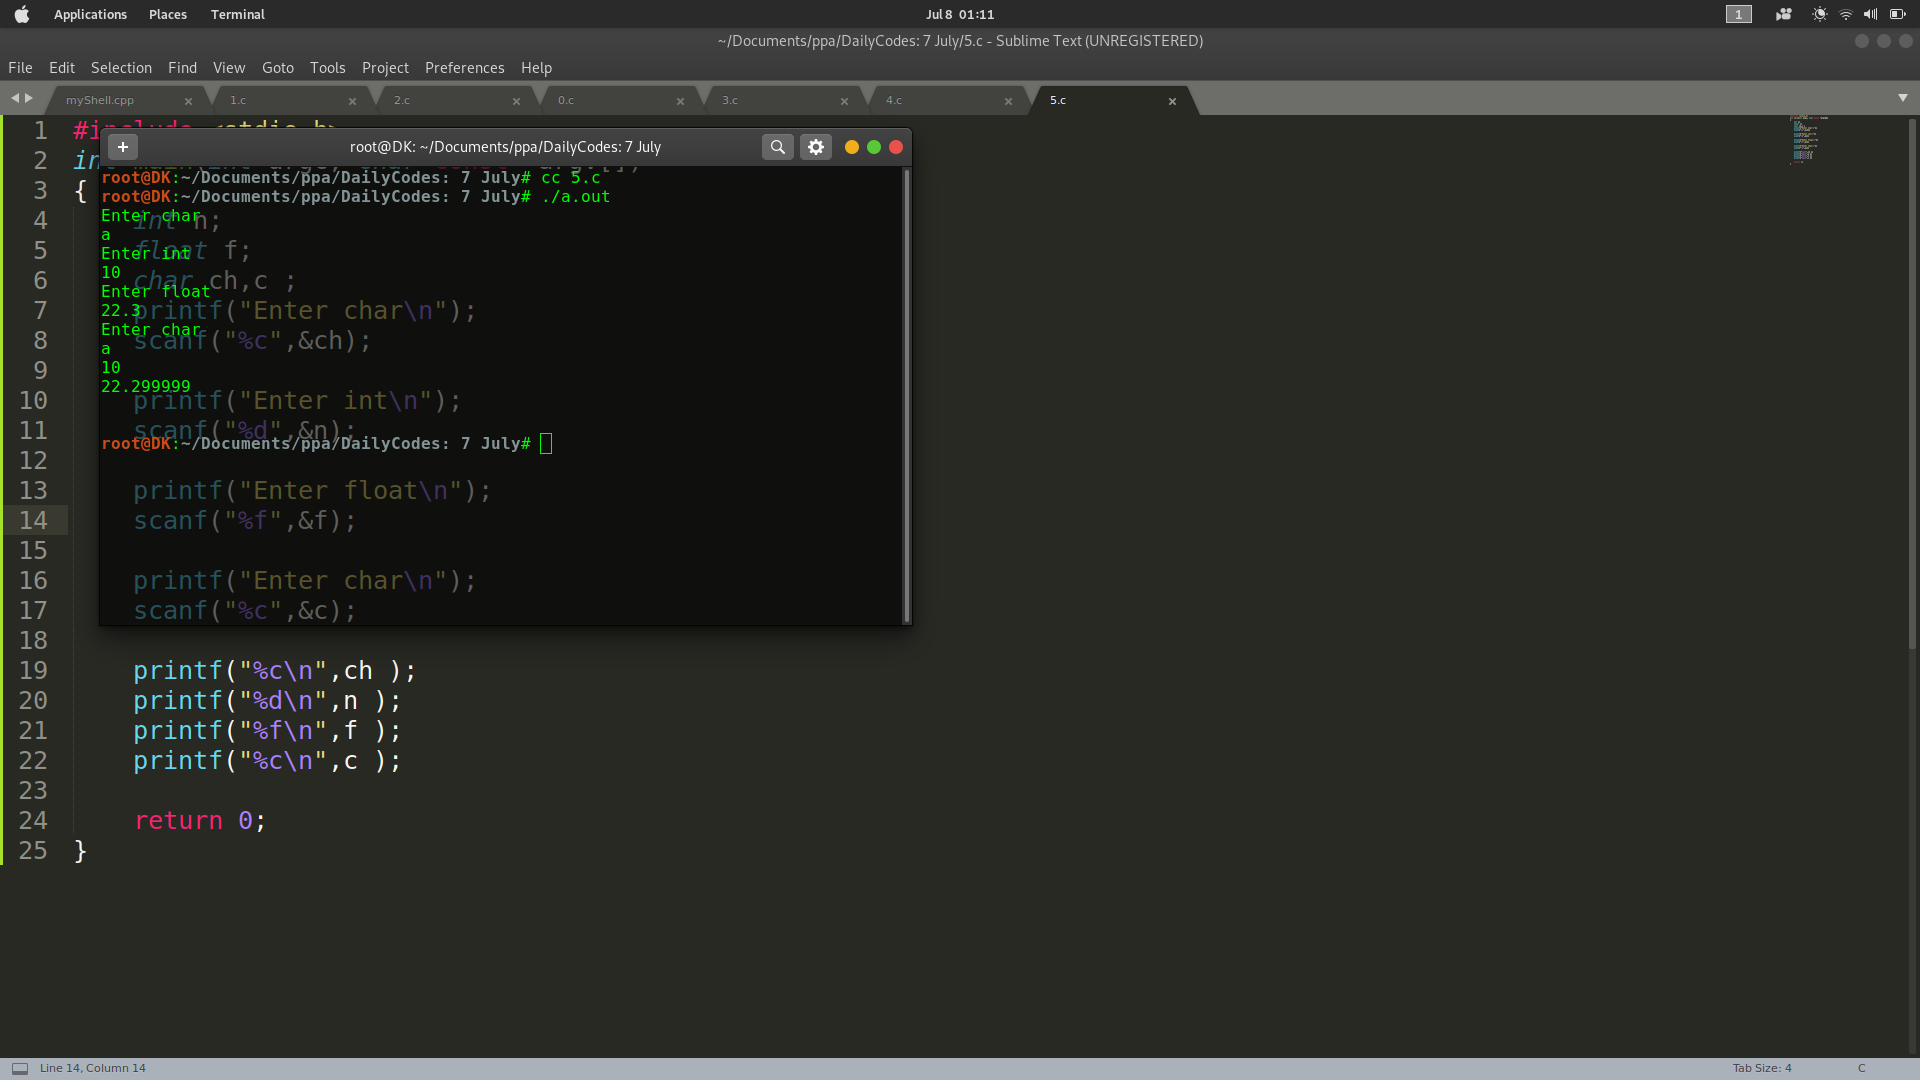 Applications Places Terminal Jul 8 01:11 1
~/Documents/ppa/DailyCodes: 7 July/5.c - Sublime Text (UNREGISTERED)
File Edit Selection Find View Goto Tools Project Preferences Help
myShell.cpp × 1.c × 2.c × 0.c × 3.c × 4.c × 5.c ×
root@DK: ~/Documents/ppa/DailyCodes: 7 July
root@DK:~/Documents/ppa/DailyCodes: 7 July# cc 5.c
root@DK:~/Documents/ppa/DailyCodes: 7 July# ./a.out
Enter char
a
Enter int
10
Enter float
22.3
Enter char
a
10
22.299999
root@DK:~/Documents/ppa/DailyCodes: 7 July#
1 #include <stdio.h>
2 int
3 {
4 int n;
5 float f;
6 char ch,c ;
7 printf("Enter char\n");
8 scanf("%c",&ch);
9
10 printf("Enter int\n");
11 scanf("%d",&n);
12
13 printf("Enter float\n");
14 scanf("%f",&f);
15
16 printf("Enter char\n");
17 scanf("%c",&c);
18
19 printf("%c\n",ch );
20 printf("%d\n",n );
21 printf("%f\n",f );
22 printf("%c\n",c );
23
24 return 0;
25 }
Line 14, Column 14 Tab Size: 4 C